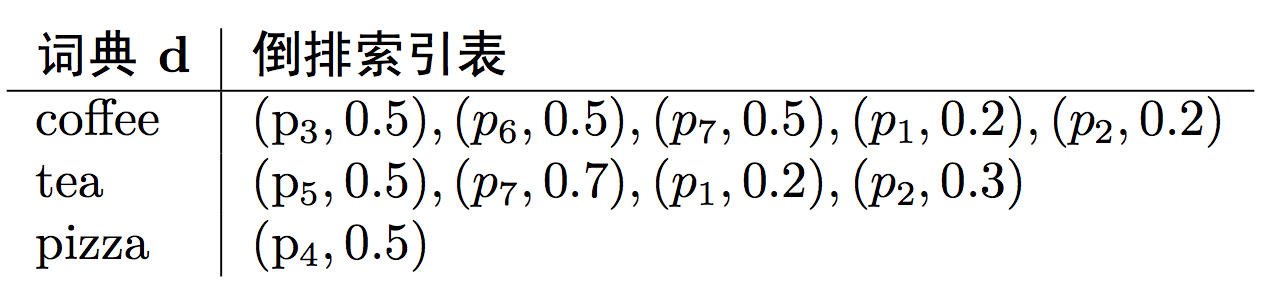 词典 d 倒排索引表
coffee (p₃, 0.5), (p₆, 0.5), (p₇, 0.5), (p₁, 0.2), (p₂, 0.2)
tea (p₅, 0.5), (p₇, 0.7), (p₁, 0.2), (p₂, 0.3)
pizza (p₄, 0.5)